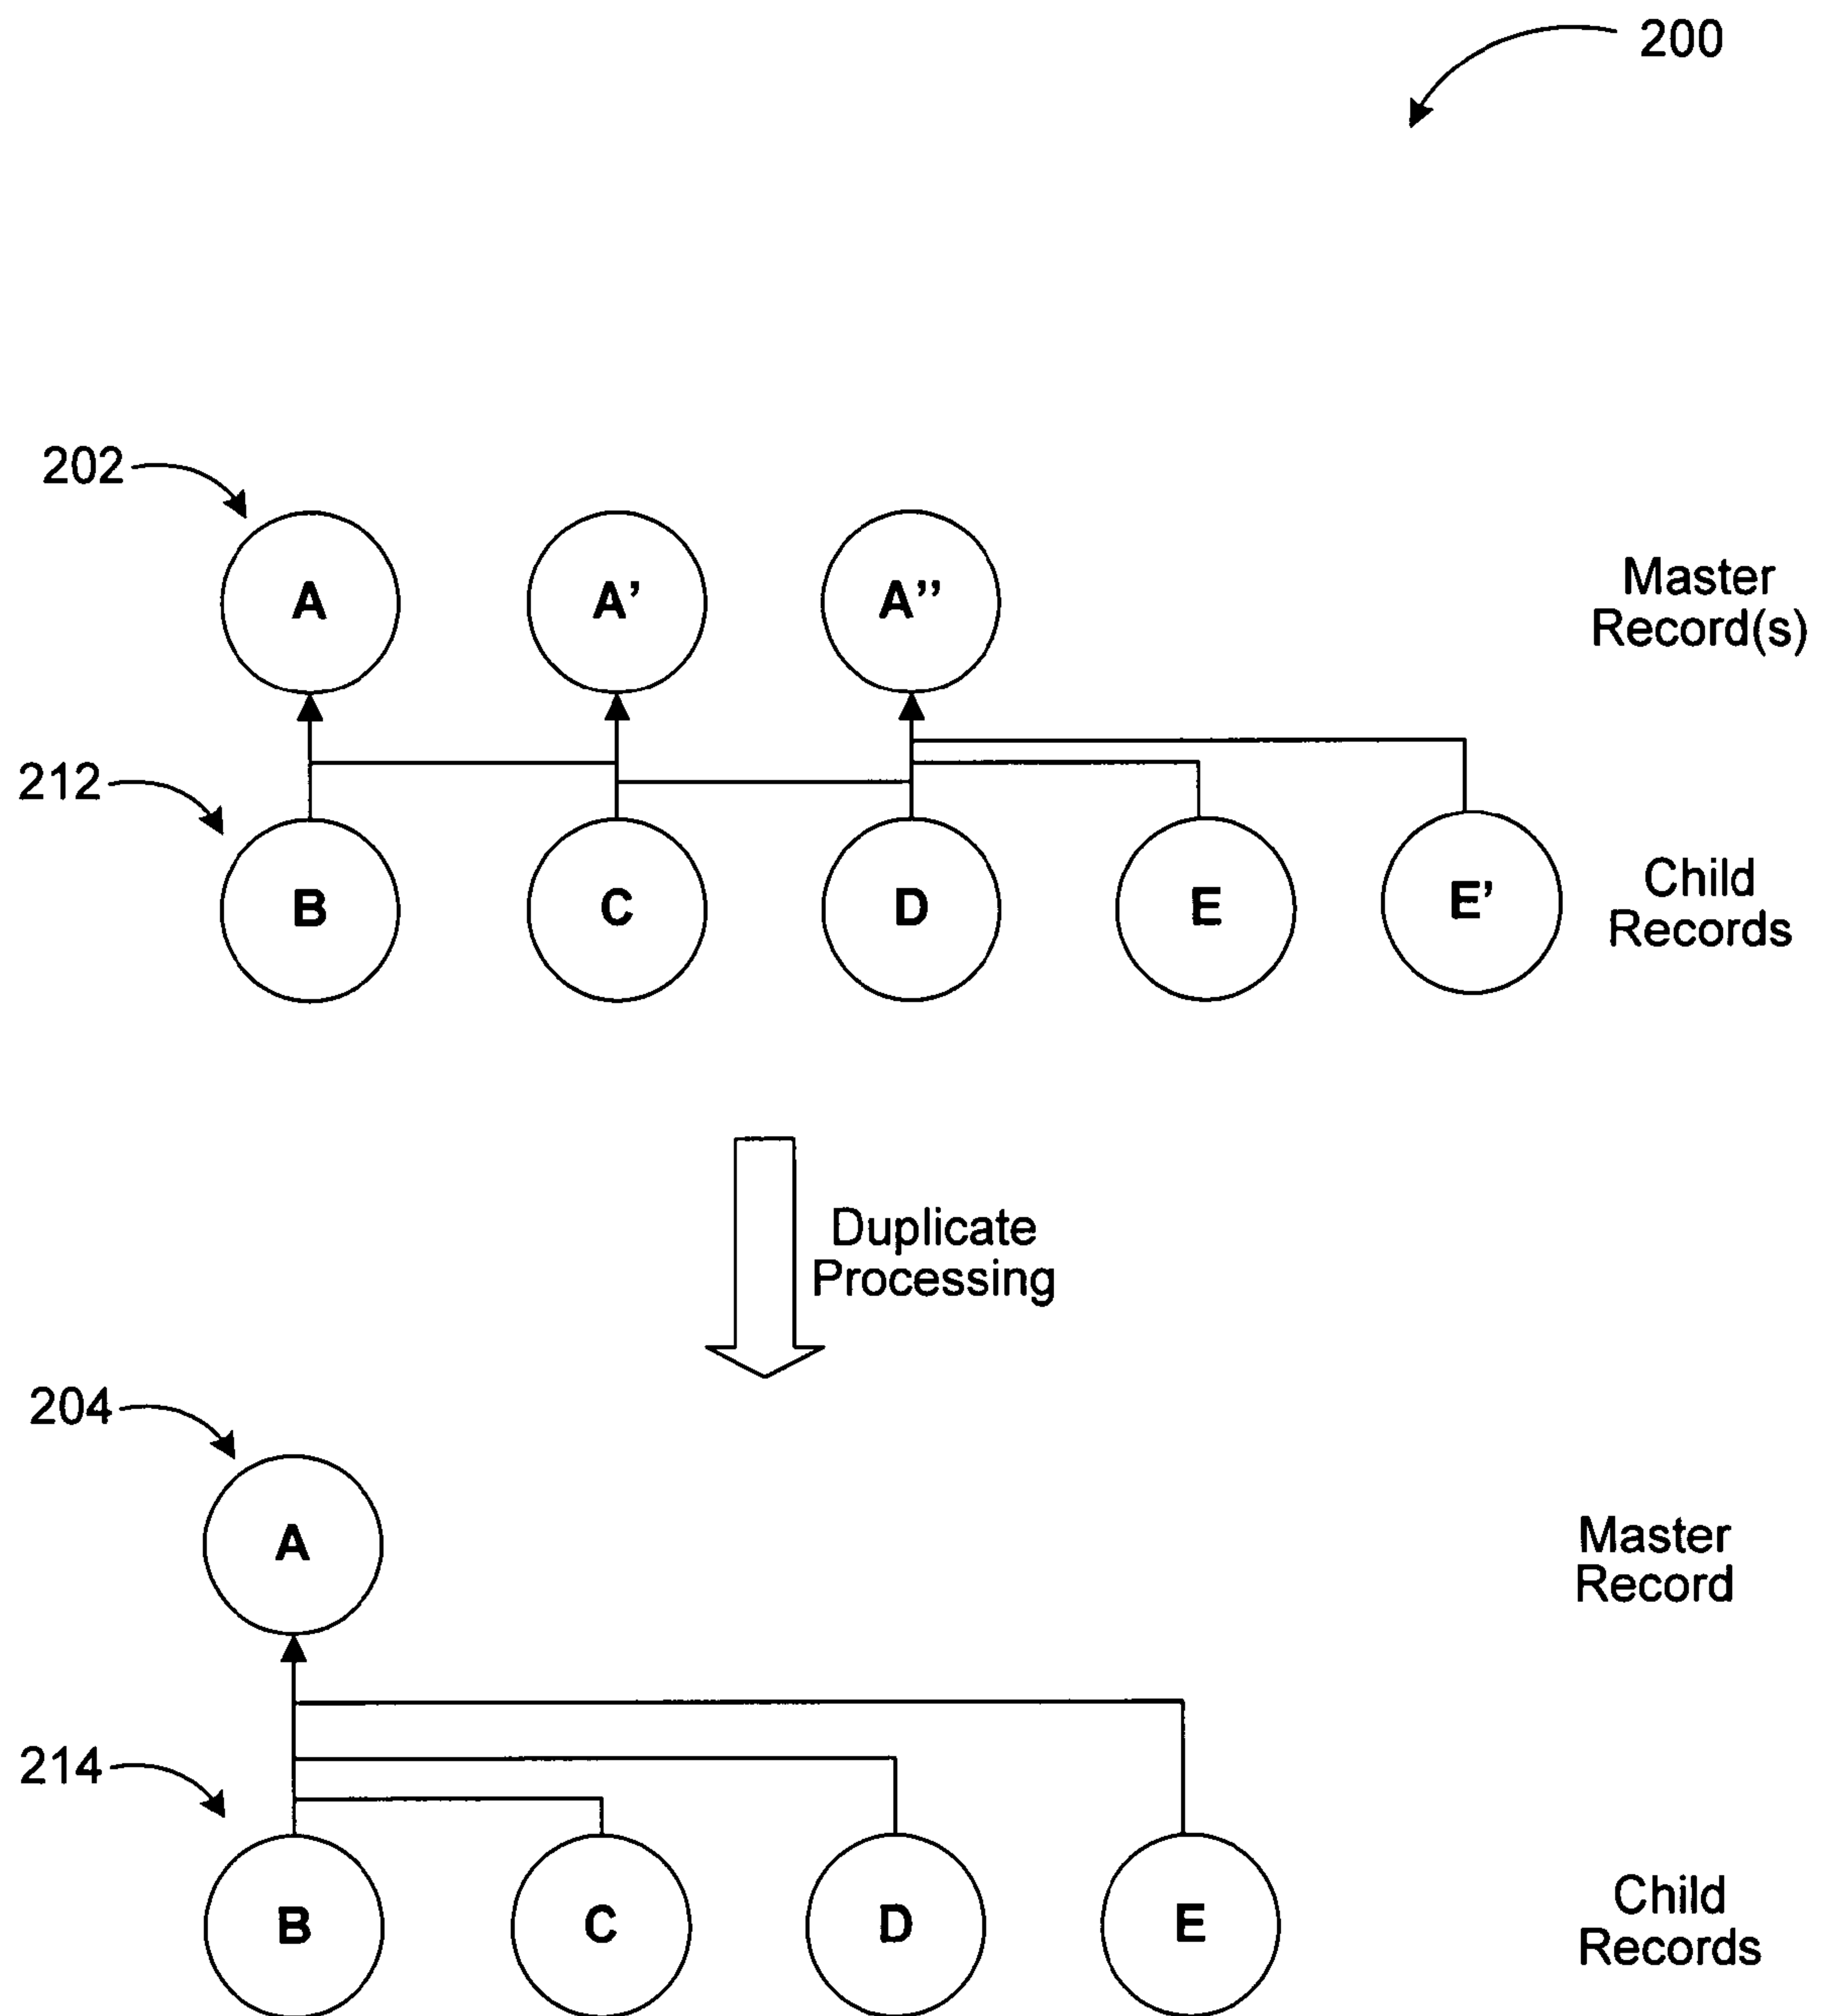 200
202
A
A’
A’’
Master
Record(s)
212
B
C
D
E
E’
Child
Records
Duplicate
Processing
204
A
Master
Record
214
B
C
D
E
Child
Records